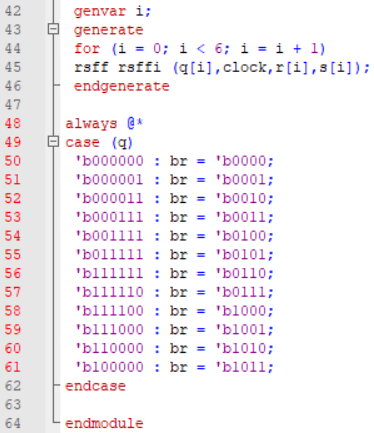 42 genvar i;
43 generate
44 for (i = 0; i < 6; i = i + 1)
45 rsff rsffi (q[i],clock,r[i],s[i]);
46 endgenerate
47
48 always @*
49 case (q)
50 'b000000 : br = 'b0000;
51 'b000001 : br = 'b0001;
52 'b000011 : br = 'b0010;
53 'b000111 : br = 'b0011;
54 'b001111 : br = 'b0100;
55 'b011111 : br = 'b0101;
56 'b111111 : br = 'b0110;
57 'b111110 : br = 'b0111;
58 'b111100 : br = 'b1000;
59 'b111000 : br = 'b1001;
60 'b110000 : br = 'b1010;
61 'b100000 : br = 'b1011;
62 endcase
63
64 endmodule